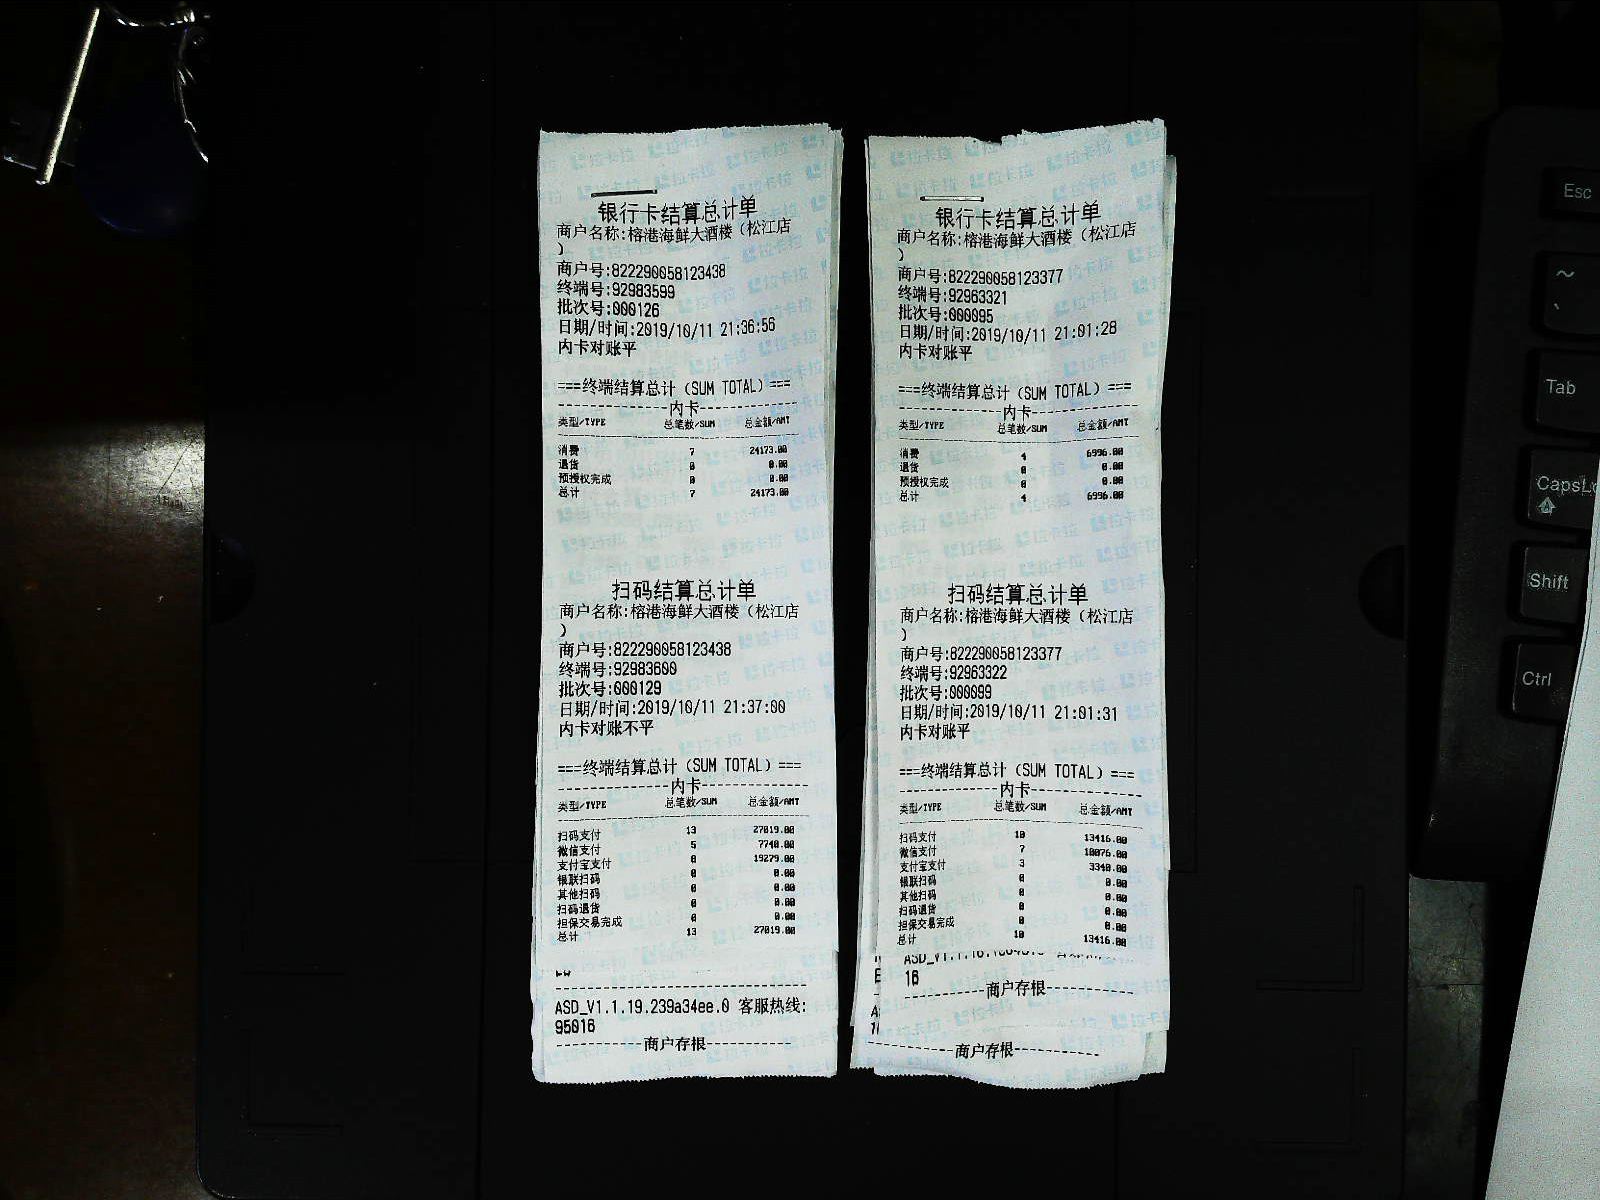 银行卡结算总计单
商户名称:榕港海鲜大酒楼（松江店
）
商户号:822290058123438
终端号:92983599
批次号:000126
日期/时间:2019/10/11 21:36:56
内卡对账平
===终端结算总计（SUM TOTAL）===
内卡
类型/TYPE 总笔数/SUM 总金额/AMT
消费 7 24173.00
退货 0 0.00
预授权完成 0 0.00
总计 7 24173.00
扫码结算总计单
商户名称:榕港海鲜大酒楼（松江店
）
商户号:822290058123438
终端号:92983600
批次号:000129
日期/时间:2019/10/11 21:37:00
内卡对账不平
===终端结算总计（SUM TOTAL）===
内卡
类型/TYPE 总笔数/SUM 总金额/AMT
扫码支付 13 27019.00
微信支付 5 7740.00
支付宝支付 8 19279.00
银联扫码 0 0.00
其他扫码 0 0.00
扫码退货 0 0.00
担保交易完成 0 0.00
总计 13 27019.00
ASD_V1.1.19.239a34ee.0 客服热线:
95016
商户存根
银行卡结算总计单
商户名称:榕港海鲜大酒楼（松江店
）
商户号:822290058123377
终端号:92963321
批次号:000095
日期/时间:2019/10/11 21:01:28
内卡对账平
===终端结算总计（SUM TOTAL）===
内卡
类型/TYPE 总笔数/SUM 总金额/AMT
消费 4 6996.00
退货 0 0.00
预授权完成 0 0.00
总计 4 6996.00
扫码结算总计单
商户名称:榕港海鲜大酒楼（松江店
）
商户号:822290058123377
终端号:92963322
批次号:000099
日期/时间:2019/10/11 21:01:31
内卡对账平
===终端结算总计（SUM TOTAL）===
内卡
类型/TYPE 总笔数/SUM 总金额/AMT
扫码支付 10 13416.00
微信支付 7 10076.00
支付宝支付 3 3340.00
银联扫码 0 0.00
其他扫码 0 0.00
扫码退货 0 0.00
担保交易完成 0 0.00
总计 10 13416.00
16
商户存根
商户存根
Esc
~
Tab
CapsLo
Shift
Ctrl